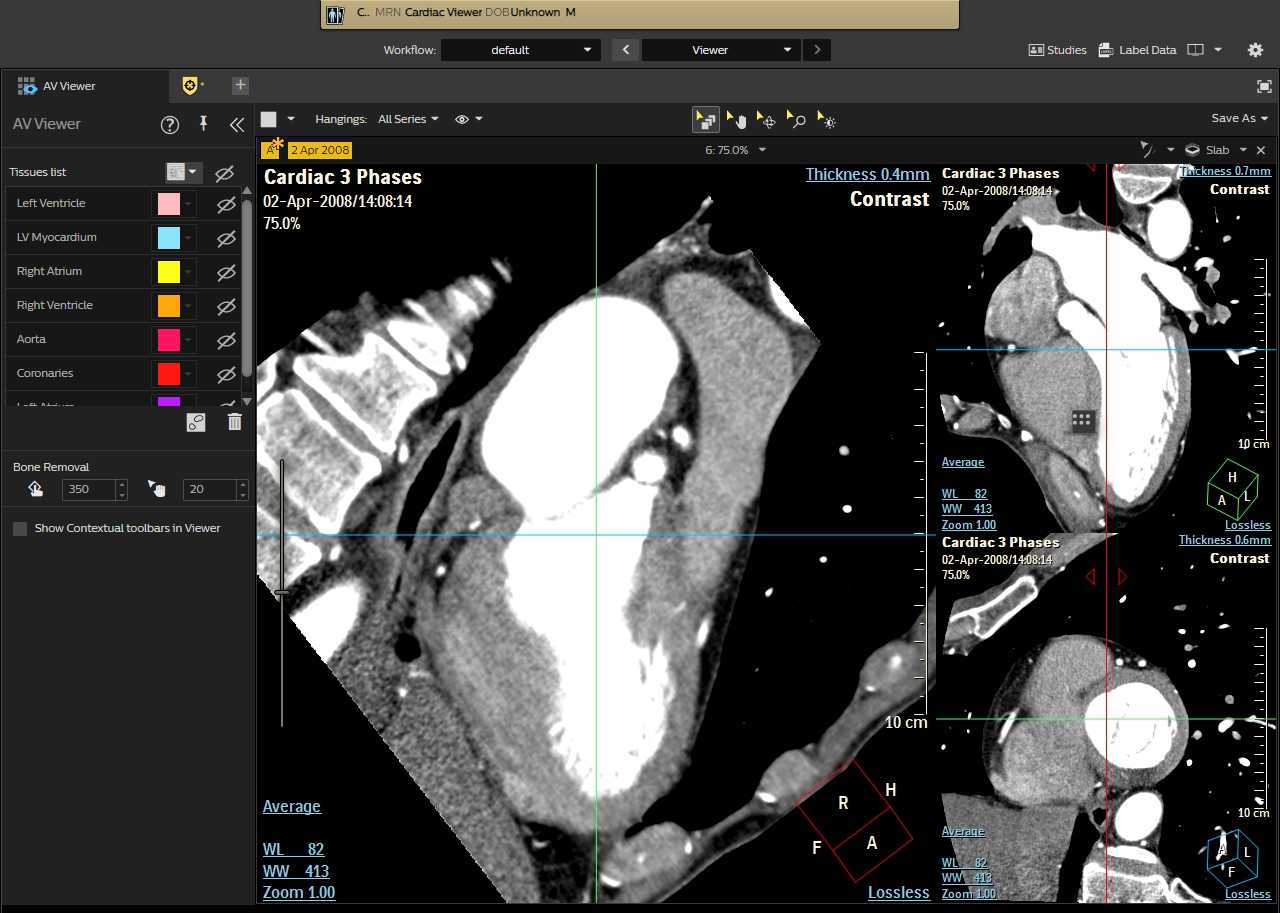 C.. MRN Cardiac Viewer DOB Unknown M
Workflow: default Viewer Studies Label Data
AV Viewer
AV Viewer
Hangings: All Series Save As
A 2 Apr 2008 6: 75.0% Slab
Tissues list
Left Ventricle
LV Myocardium
Right Atrium
Right Ventricle
Aorta
Coronaries
Left Atrium
Bone Removal
350 20
Show Contextual toolbars in Viewer
Cardiac 3 Phases
02-Apr-2008/14:08:14
75.0%
Thickness 0.4mm
Contrast
10 cm
Average
WL 82
WW 413
Zoom 1.00
R H
F A
Lossless
Cardiac 3 Phases
02-Apr-2008/14:08:14
75.0%
Thickness 0.7mm
Contrast
10 cm
Average
WL 82
WW 413
Zoom 1.00
H
A L
Lossless
Cardiac 3 Phases
02-Apr-2008/14:08:14
75.0%
Thickness 0.6mm
Contrast
10 cm
Average
WL 82
WW 413
Zoom 1.00
A L
F
Lossless